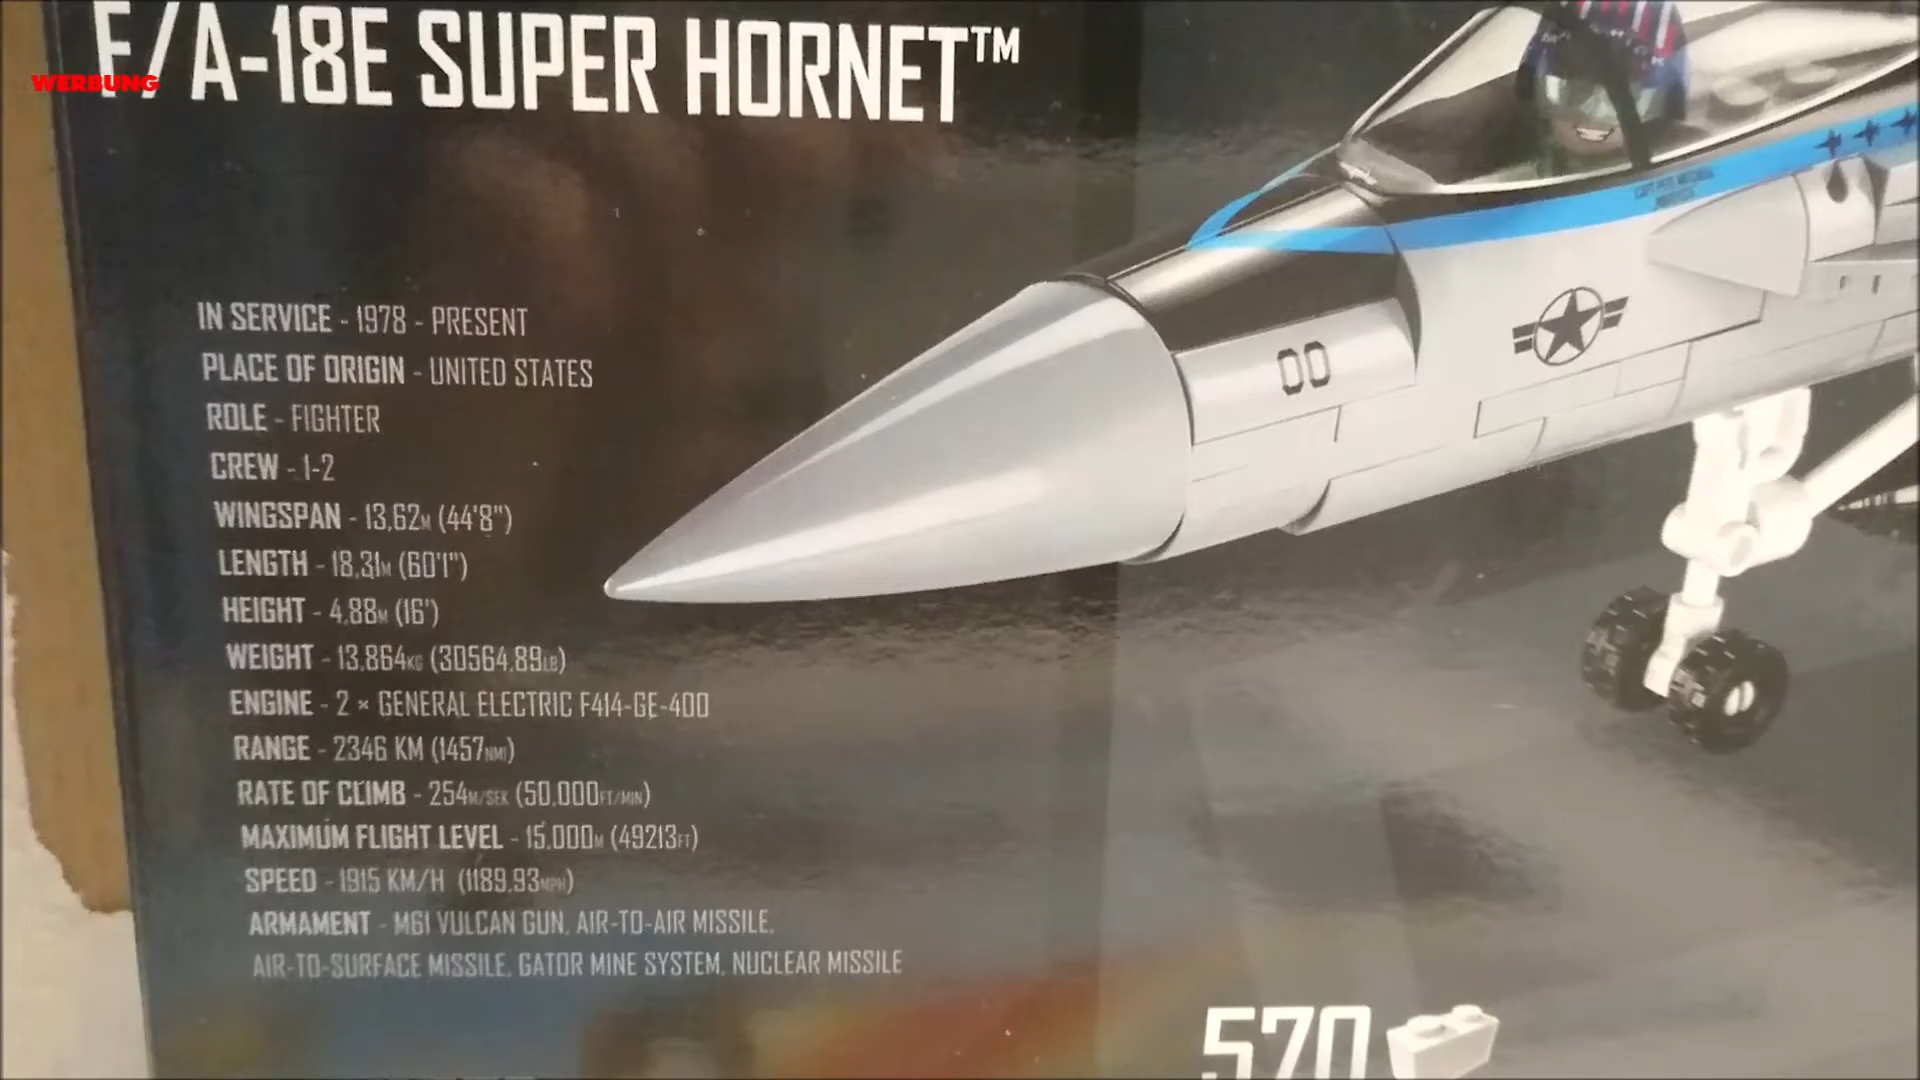 F/A-18E SUPER HORNET™
WERBUNG
IN SERVICE - 1978 - PRESENT
PLACE OF ORIGIN - UNITED STATES
ROLE - FIGHTER
CREW - 1-2
WINGSPAN - 13,62M (44'8")
LENGTH - 18,31M (60'1")
HEIGHT - 4,88M (16')
WEIGHT - 13,864KG (30564,89LB)
ENGINE - 2 × GENERAL ELECTRIC F414-GE-400
RANGE - 2346 KM (1457NMI)
RATE OF CLIMB - 254M/SEK (50,000FT/MIN)
MAXIMUM FLIGHT LEVEL - 15,000M (49213FT)
SPEED - 1915 KM/H (1189,93MPH)
ARMAMENT - M61 VULCAN GUN, AIR-TO-AIR MISSILE,
AIR-TO-SURFACE MISSILE, GATOR MINE SYSTEM, NUCLEAR MISSILE
00
570